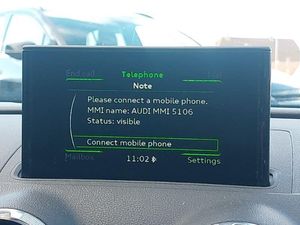 End call Telephone
Note
Please connect a mobile phone.
MMI name: AUDI MMI 5106
Status: visible
Connect mobile phone
Mailbox 11:02 Settings